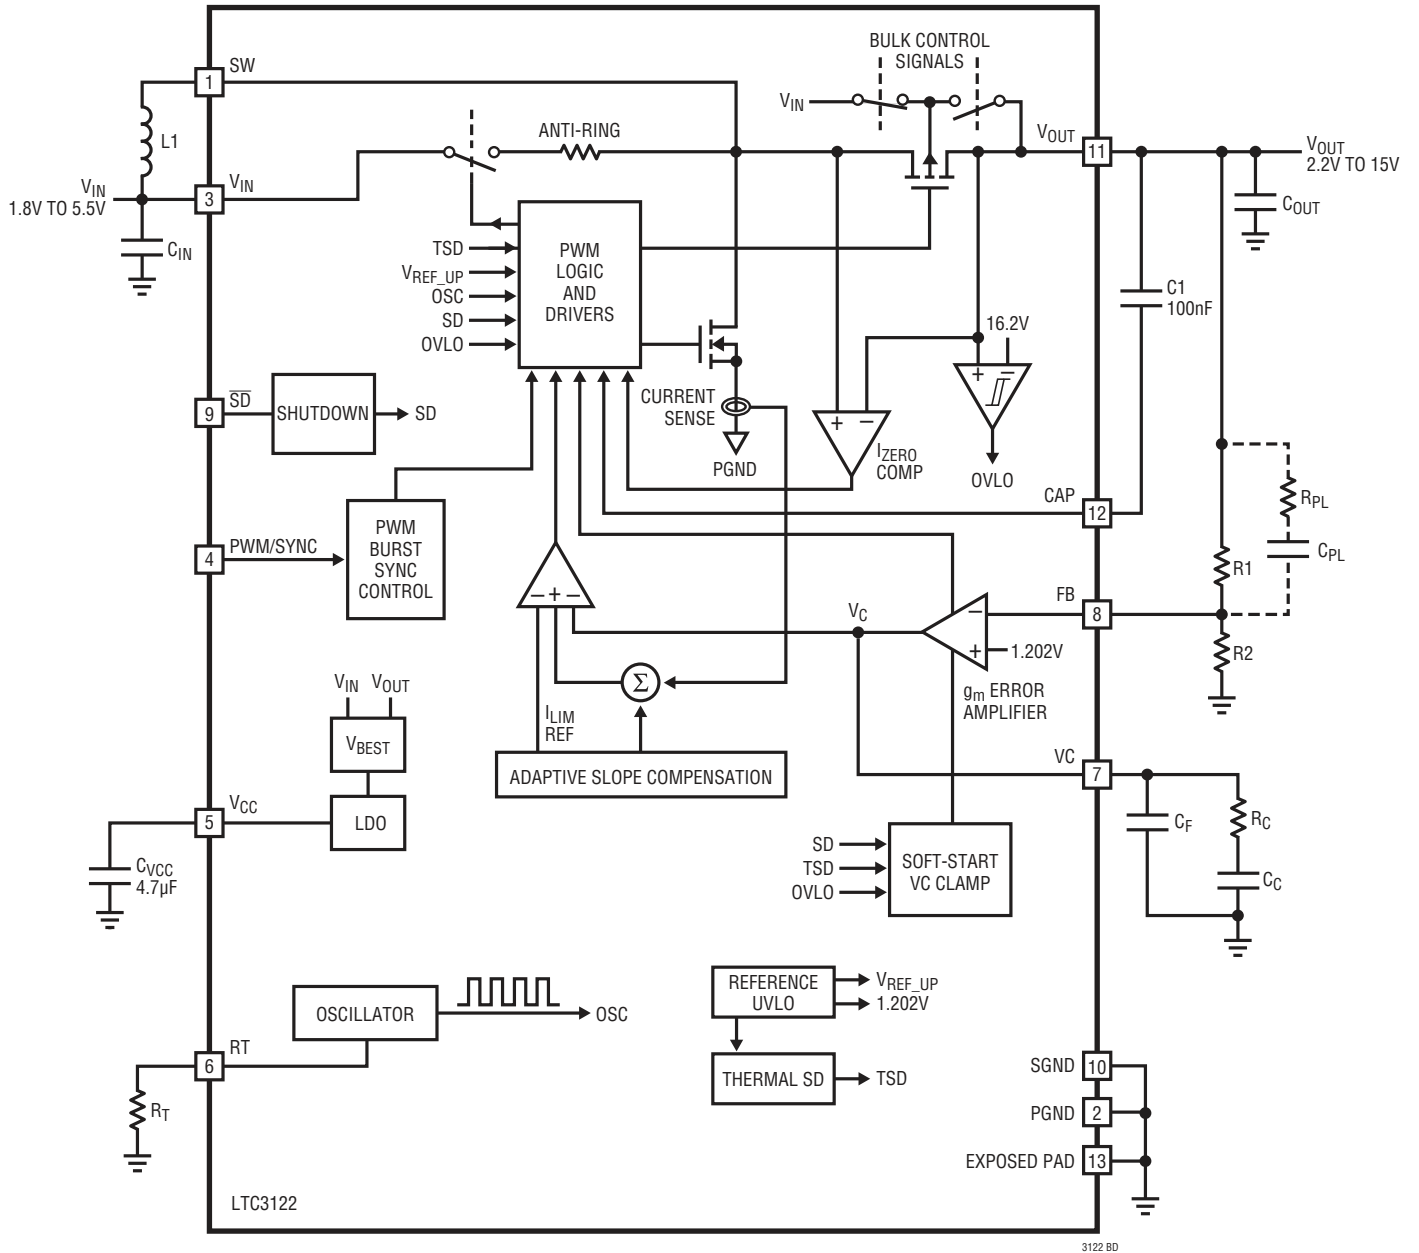 BULK CONTROL
SIGNALS
1
SW
L1
ANTI-RING
VIN
VOUT
11
VOUT
2.2V TO 15V
VIN
1.8V TO 5.5V
3
VIN
CIN
COUT
PWM
LOGIC
AND
DRIVERS
TSD
VREF_UP
OSC
SD
OVLO
C1
100nF
16.2V
+ –
CURRENT
SENSE
PGND
+ –
IZERO
COMP
OVLO
9
SD
SHUTDOWN
SD
CAP
12
RPL
CPL
R1
R2
4
PWM/SYNC
PWM
BURST
SYNC
CONTROL
– + –
VC
FB
8
–
+
1.202V
gm ERROR
AMPLIFIER
Σ
ILIM
REF
ADAPTIVE SLOPE COMPENSATION
VIN VOUT
VBEST
LDO
5
VCC
CVCC
4.7µF
VC
7
CF
RC
CC
SD
TSD
OVLO
SOFT-START
VC CLAMP
REFERENCE
UVLO
VREF_UP
1.202V
THERMAL SD
TSD
OSCILLATOR
OSC
6
RT
RT
SGND
10
PGND
2
EXPOSED PAD
13
LTC3122
3122 BD